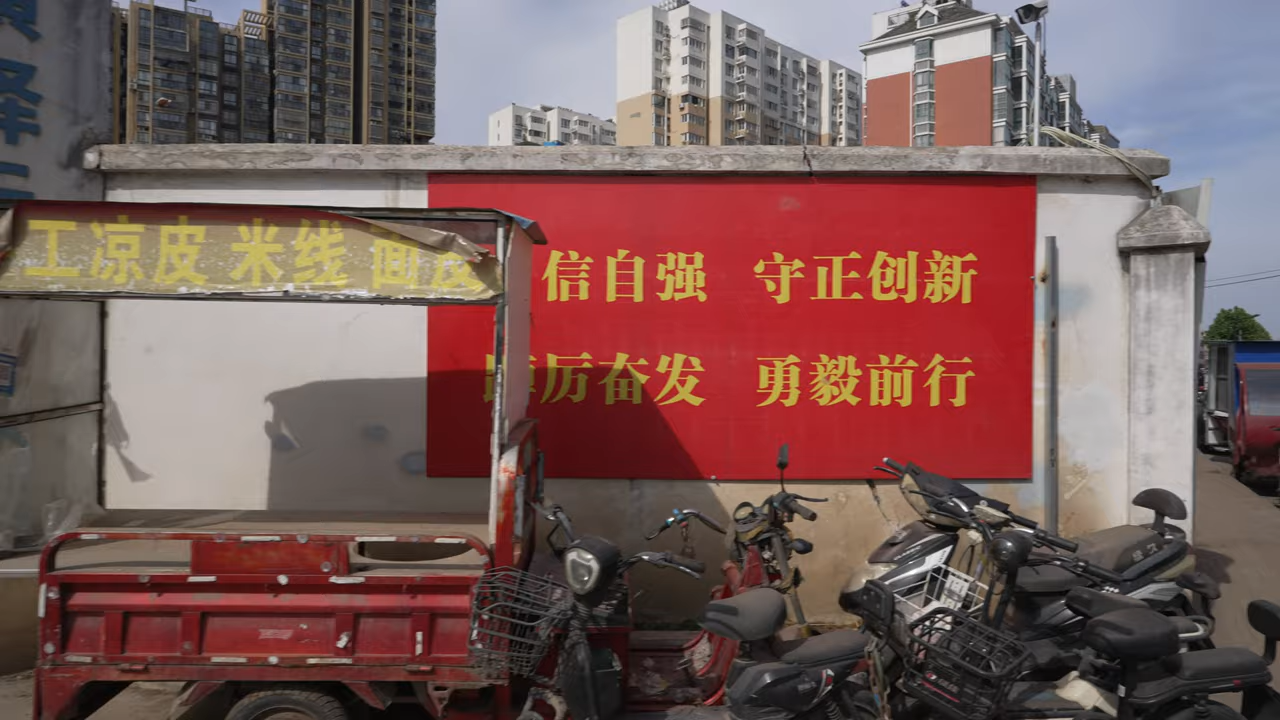 工凉皮 米线 面皮
信自强 守正创新
踔厉奋发 勇毅前行